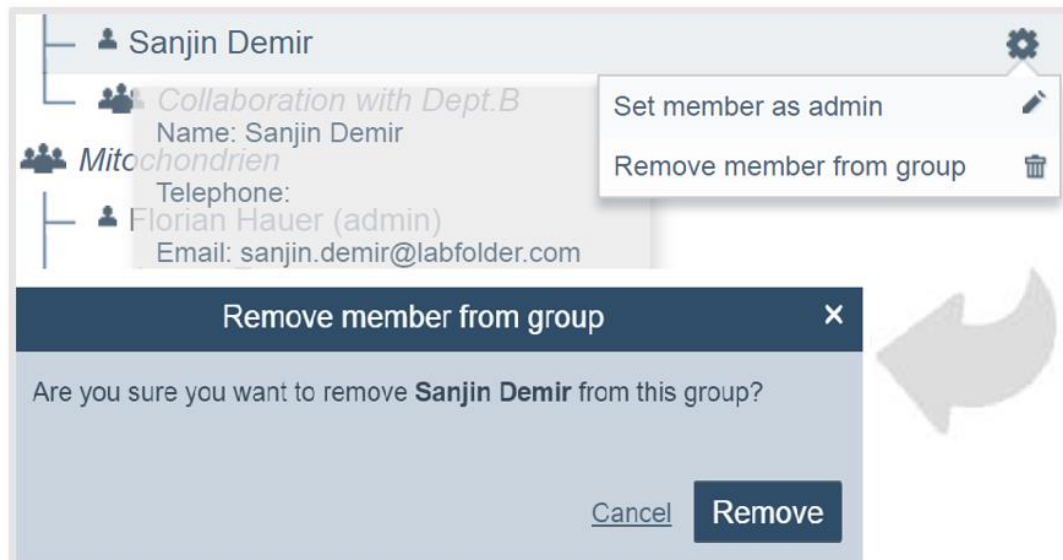 Sanjin Demir
Collaboration with Dept.B
Name: Sanjin Demir
Mitochondrien
Telephone:
Florian Hauer (admin)
Email: sanjin.demir@labfolder.com
Set member as admin
Remove member from group
Remove member from group ×
Are you sure you want to remove Sanjin Demir from this group?
Cancel Remove